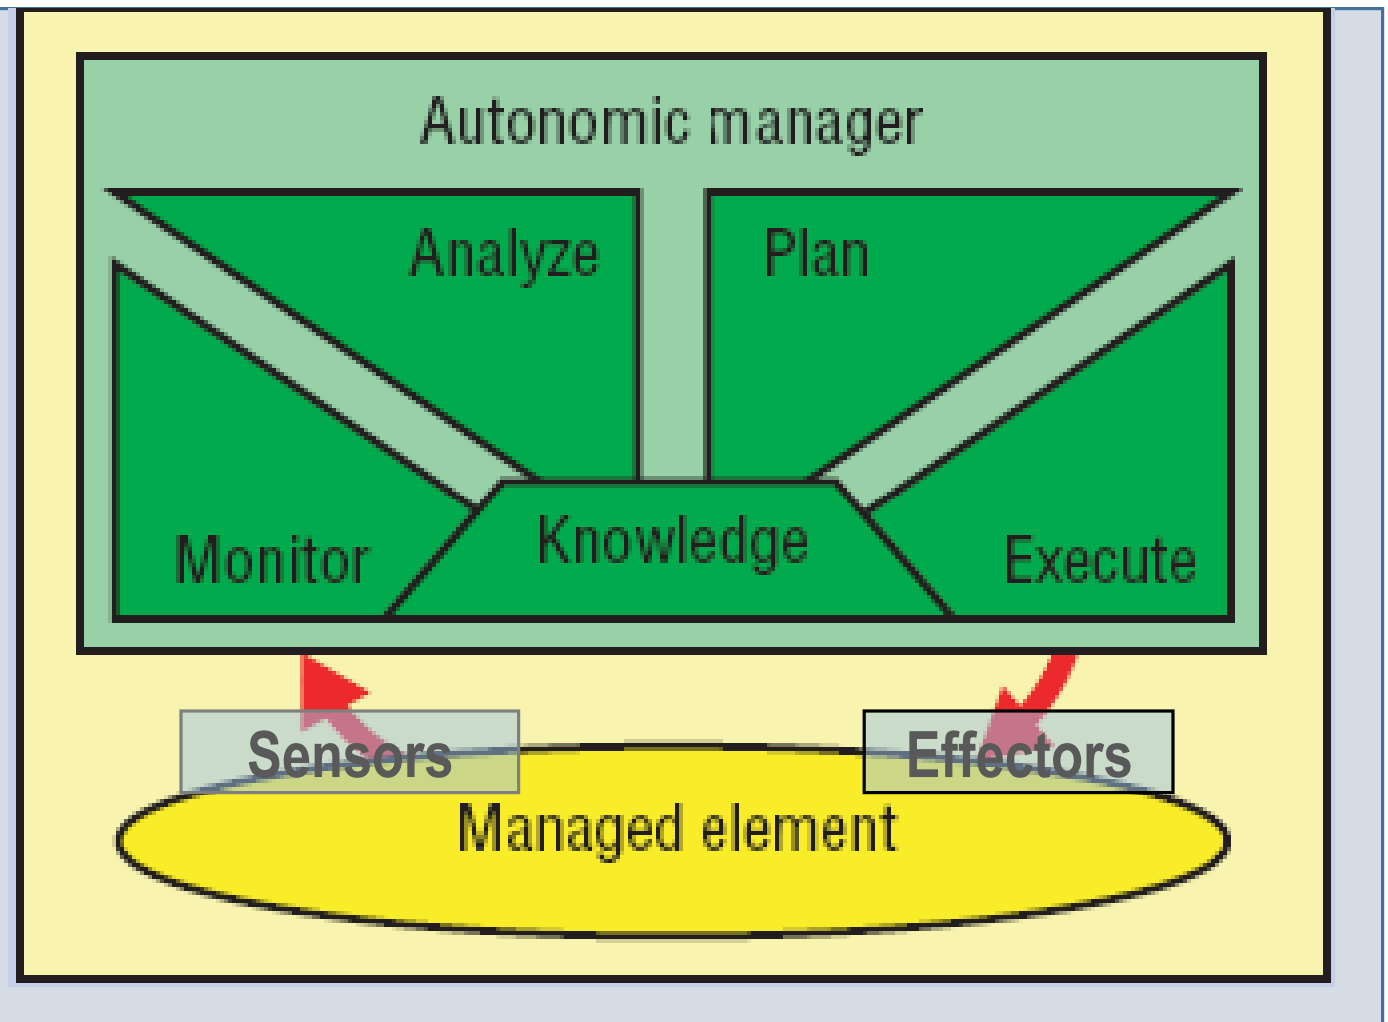 Autonomic manager
Analyze
Plan
Monitor
Knowledge
Execute
Sensors
Effectors
Managed element